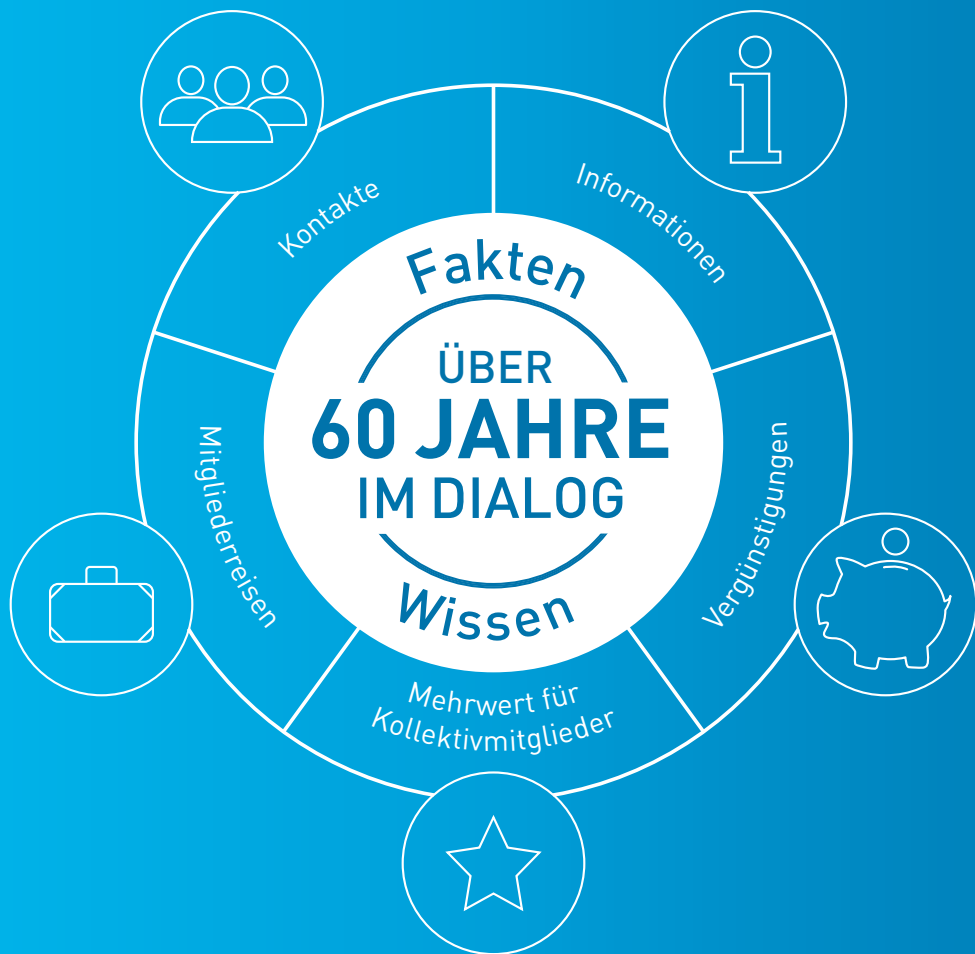 Kontakte
Informationen
Fakten
ÜBER
60 JAHRE
IM DIALOG
Wissen
Mitgliederreisen
Vergünstigungen
Mehrwert für
Kollektivmitglieder